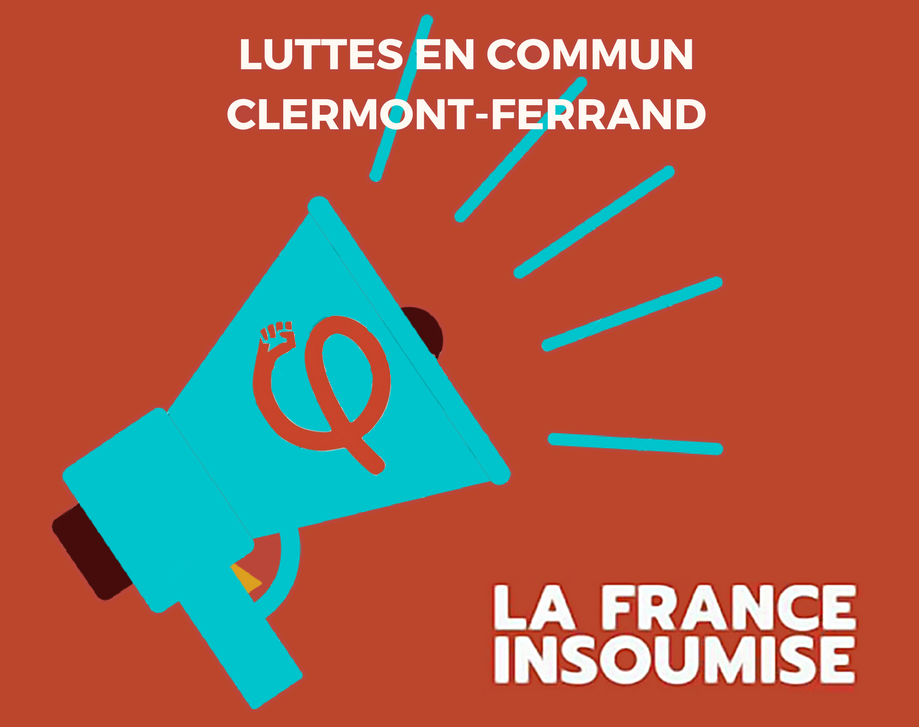 LUTTES EN COMMUN
CLERMONT-FERRAND
LA FRANCE
INSOUMISE